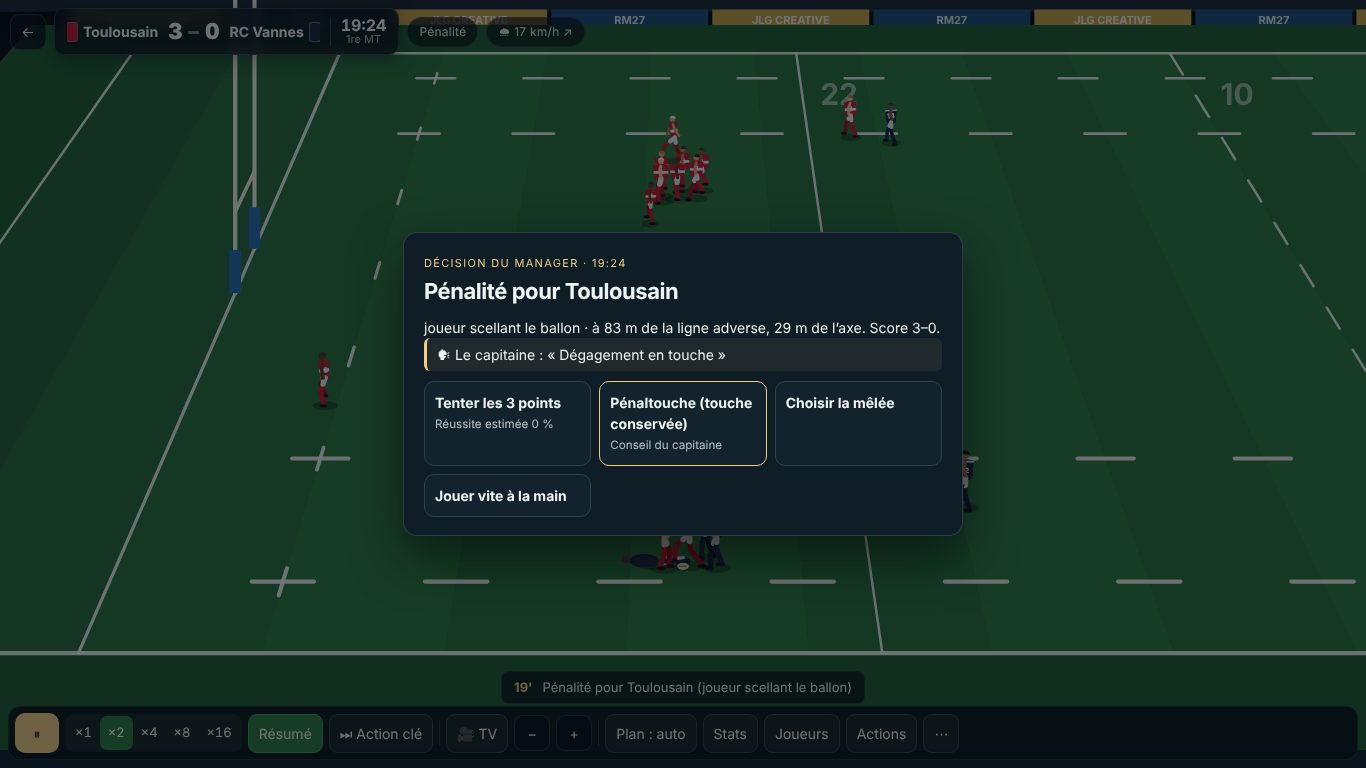 JLG CREATIVE RM27 JLG CREATIVE RM27 JLG CREATIVE RM27
← Toulousain 3 – 0 RC Vannes 19:24 1re MT Pénalité 17 km/h ↗
22 10
DÉCISION DU MANAGER · 19:24
Pénalité pour Toulousain
joueur scellant le ballon · à 83 m de la ligne adverse, 29 m de l’axe. Score 3–0.
Le capitaine : « Dégagement en touche »
Tenter les 3 points
Réussite estimée 0 %
Pénaltouche (touche
conservée)
Conseil du capitaine
Choisir la mêlée
Jouer vite à la main
19' Pénalité pour Toulousain (joueur scellant le ballon)
×1 ×2 ×4 ×8 ×16 Résumé Action clé TV − + Plan : auto Stats Joueurs Actions ⋯